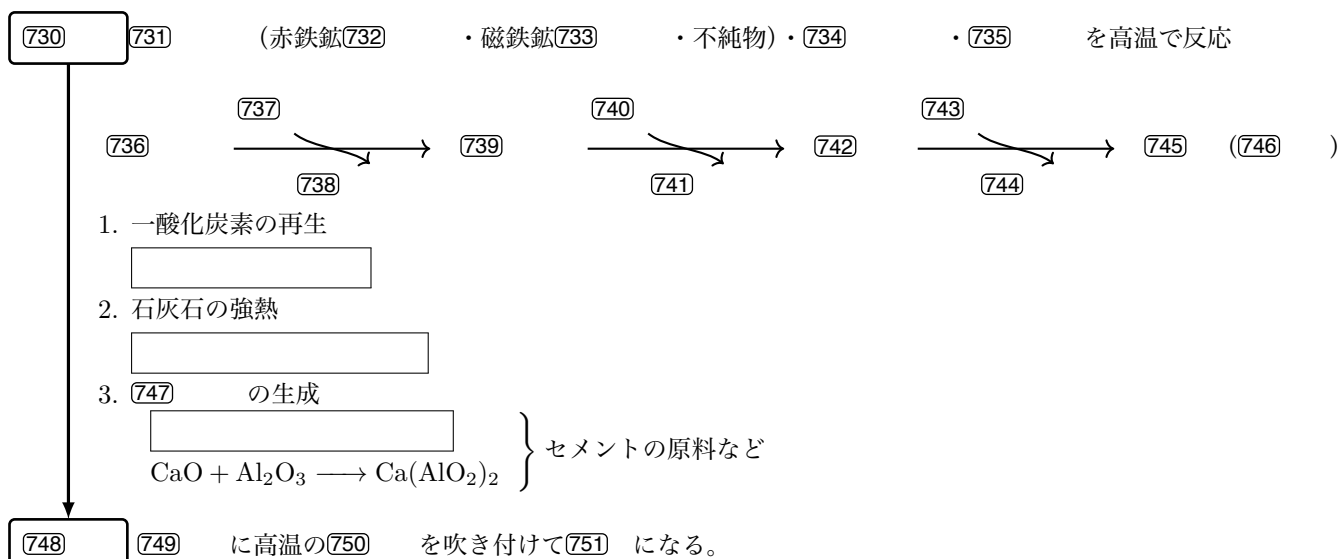 730 731 (赤鉄鉱732 ・磁鉄鉱733 ・不純物)・734 ・735 を高温で反応
737 740 743
736 739 742 745 (746 )
738 741 744
1. 一酸化炭素の再生
2. 石灰石の強熱
3. 747 の生成
CaO + Al₂O₃ ⟶ Ca(AlO₂)₂
セメントの原料など
748 749 に高温の750 を吹き付けて751 になる。